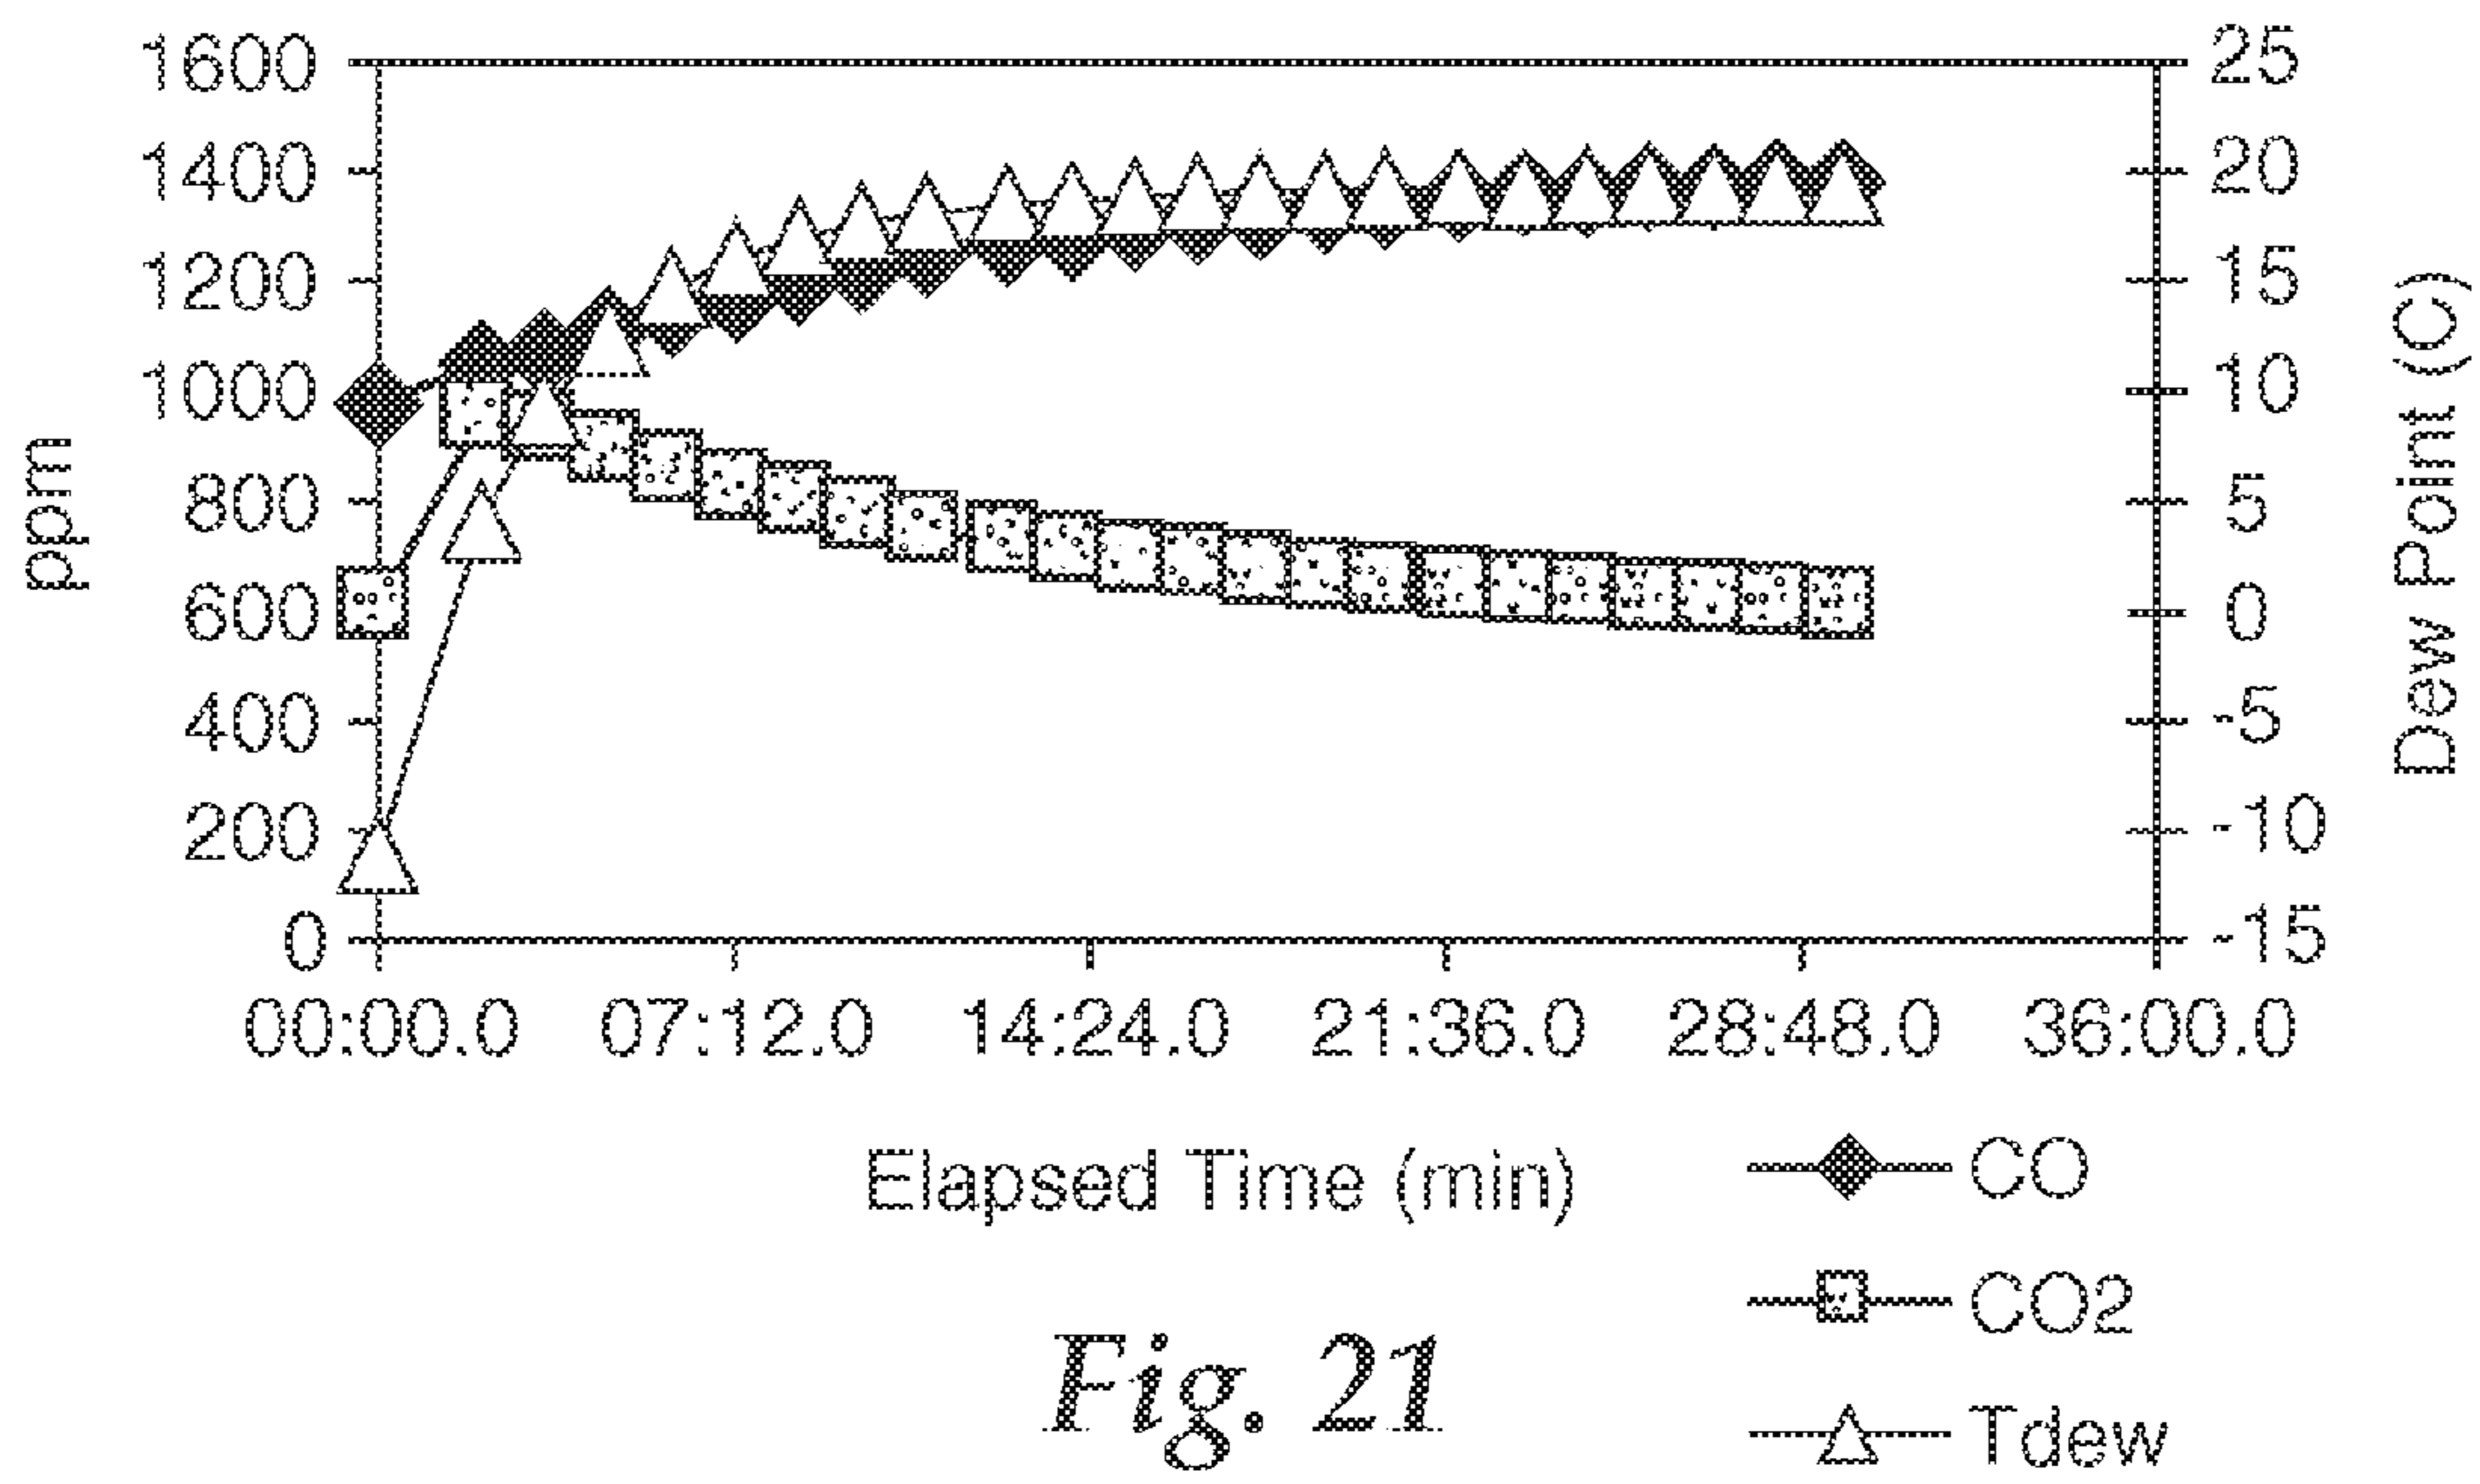 1600
1400
1200
1000
800
600
400
200
0
ppm
25
20
15
10
5
0
-5
-10
-15
Dew Point (C)
00:00.0 07:12.0 14:24.0 21:36.0 28:48.0 36:00.0
Elapsed Time (min)
CO
CO2
Tdew
Fig. 21